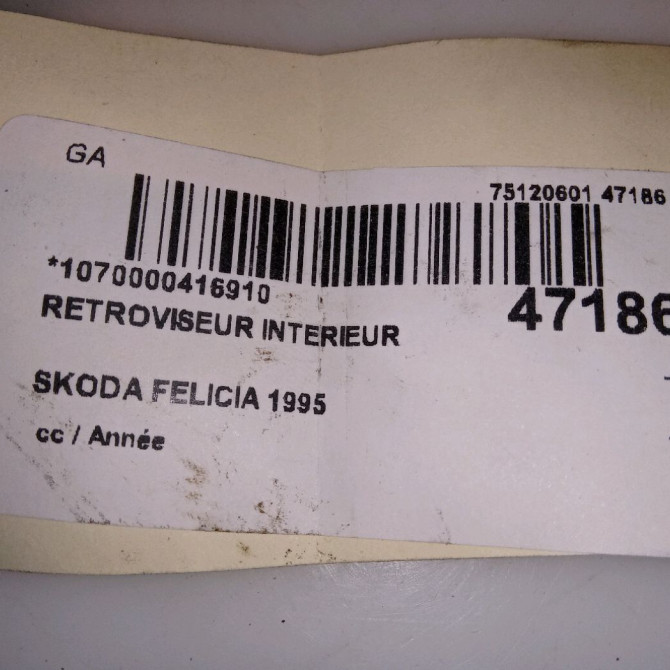 GA
75120601 47186
*1070000416910
47186
RETROVISEUR INTERIEUR
SKODA FELICIA 1995
cc / Année